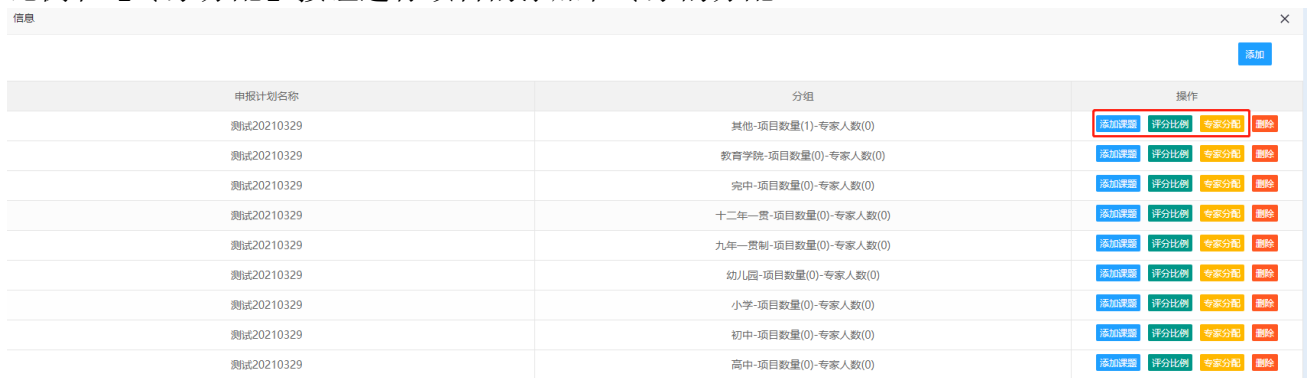 信息 ×
添加
申报计划名称 分组 操作
测试20210329 其他-项目数量(1)-专家人数(0) 添加课题 评分比例 专家分配 删除
测试20210329 教育学院-项目数量(0)-专家人数(0) 添加课题 评分比例 专家分配 删除
测试20210329 完中-项目数量(0)-专家人数(0) 添加课题 评分比例 专家分配 删除
测试20210329 十二年一贯-项目数量(0)-专家人数(0) 添加课题 评分比例 专家分配 删除
测试20210329 九年一贯制-项目数量(0)-专家人数(0) 添加课题 评分比例 专家分配 删除
测试20210329 幼儿园-项目数量(0)-专家人数(0) 添加课题 评分比例 专家分配 删除
测试20210329 小学-项目数量(0)-专家人数(0) 添加课题 评分比例 专家分配 删除
测试20210329 初中-项目数量(0)-专家人数(0) 添加课题 评分比例 专家分配 删除
测试20210329 高中-项目数量(0)-专家人数(0) 添加课题 评分比例 专家分配 删除